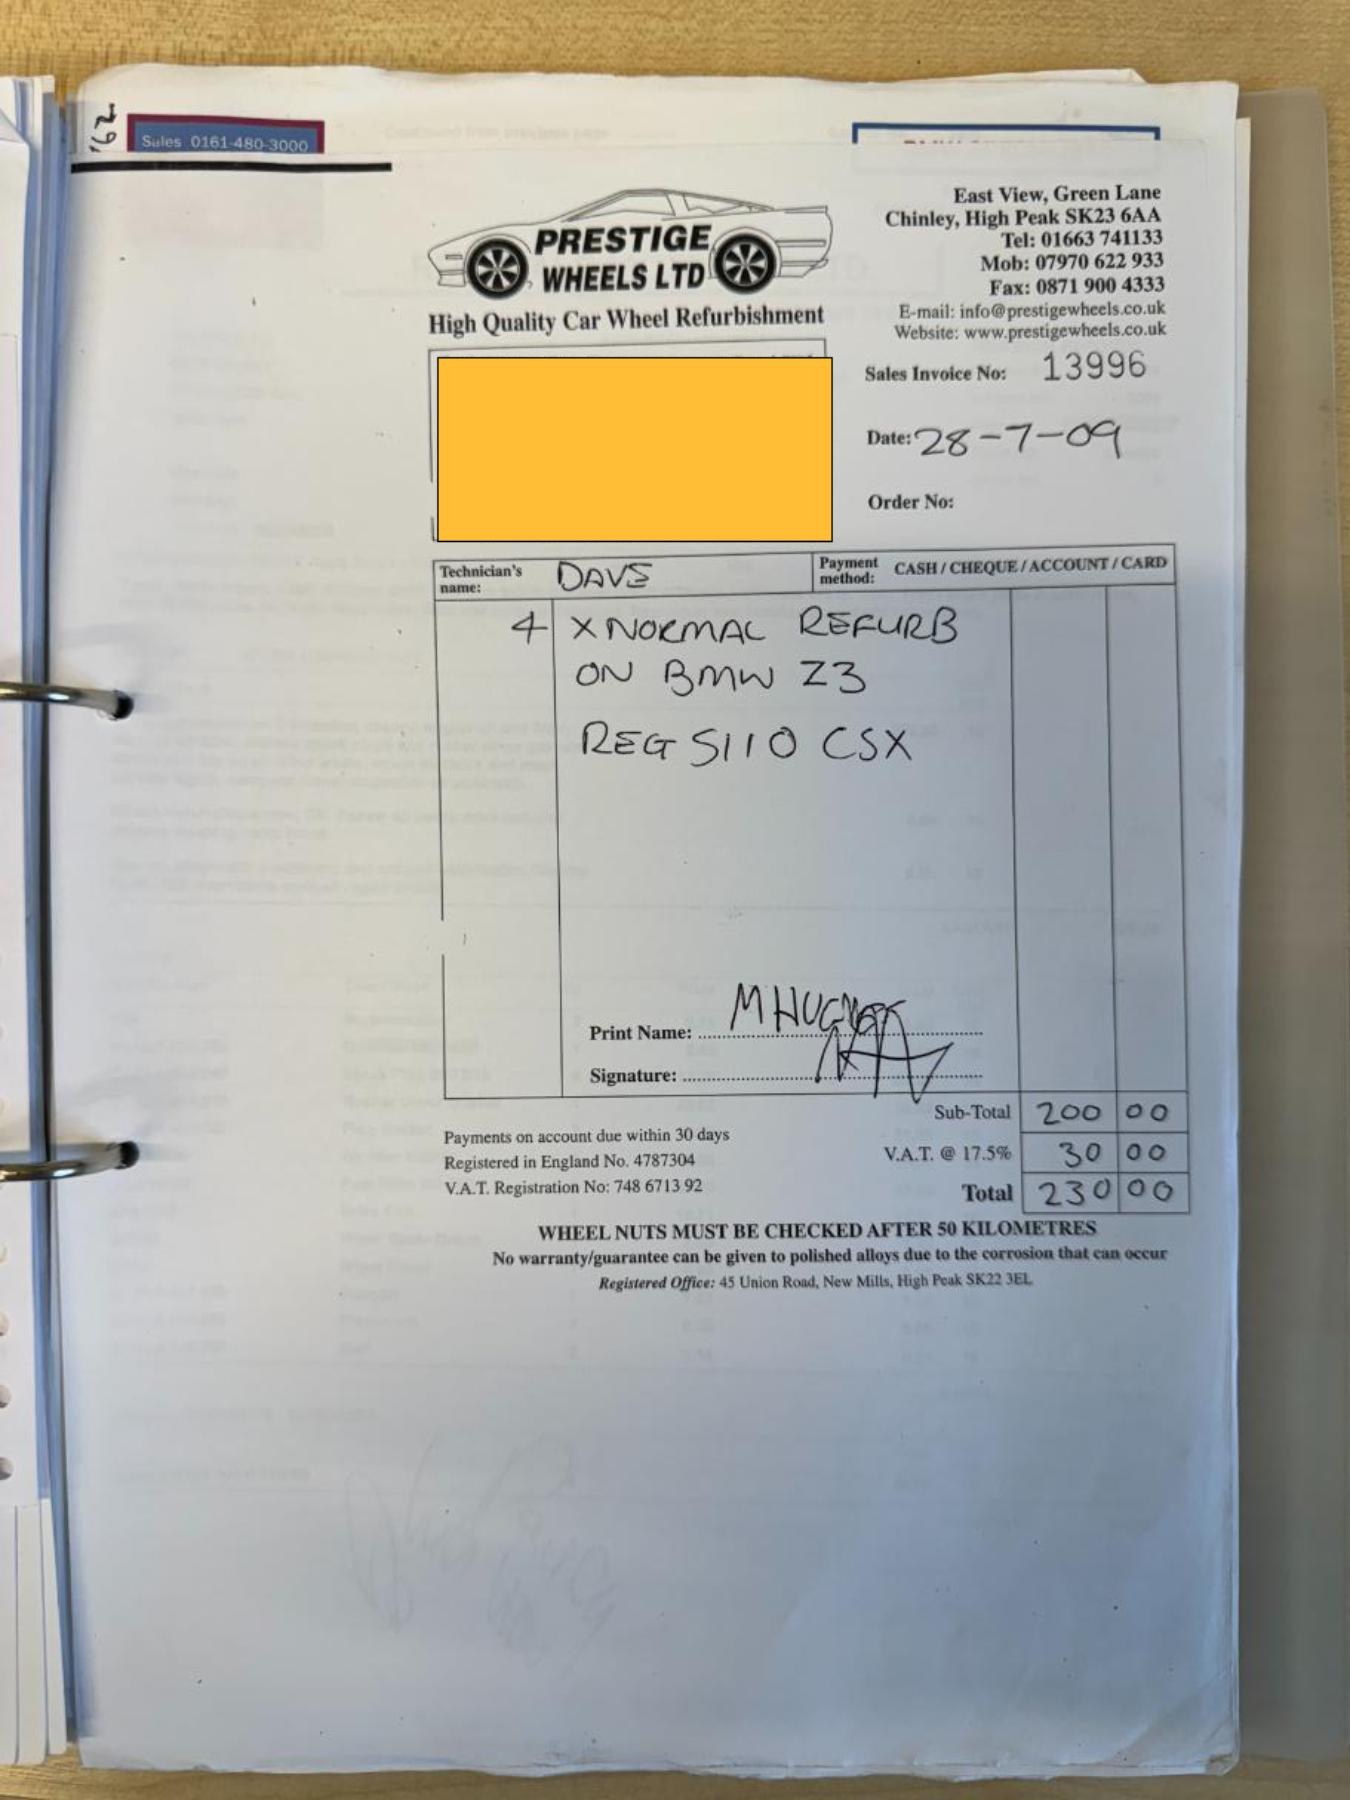 162
Sales 0161-480-3000
PRESTIGE
WHEELS LTD
High Quality Car Wheel Refurbishment
East View, Green Lane
Chinley, High Peak SK23 6AA
Tel: 01663 741133
Mob: 07970 622 933
Fax: 0871 900 4333
E-mail: info@prestigewheels.co.uk
Website: www.prestigewheels.co.uk
Sales Invoice No: 13996
Date: 28-7-09
Order No:
Technician's name: DAVE
Payment method: CASH / CHEQUE / ACCOUNT / CARD
4 X NORMAL REFURB
ON BMW Z3
REG S110 CSX
Print Name: M HUGHES
Signature:
Sub-Total 200 00
Payments on account due within 30 days
V.A.T. @ 17.5% 30 00
Registered in England No. 4787304
V.A.T. Registration No: 748 6713 92
Total 230 00
WHEEL NUTS MUST BE CHECKED AFTER 50 KILOMETRES
No warranty/guarantee can be given to polished alloys due to the corrosion that can occur
Registered Office: 45 Union Road, New Mills, High Peak SK22 3EL